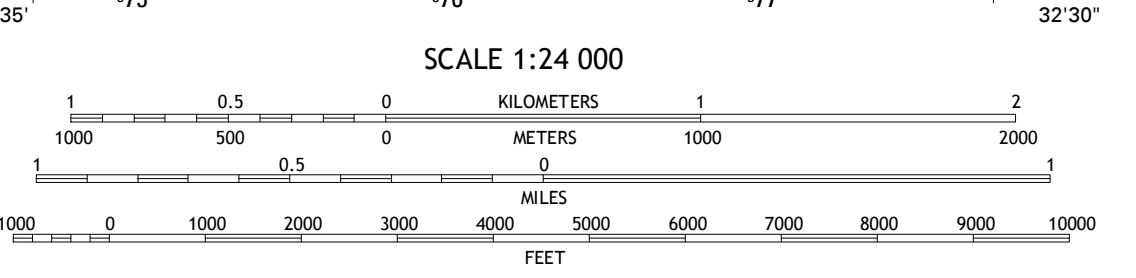 35' 32'30"
SCALE 1:24 000
1 0.5 0 KILOMETERS 1 2
1000 500 0 METERS 1000 2000
1 0.5 0 1
MILES
1000 0 1000 2000 3000 4000 5000 6000 7000 8000 9000 10000
FEET